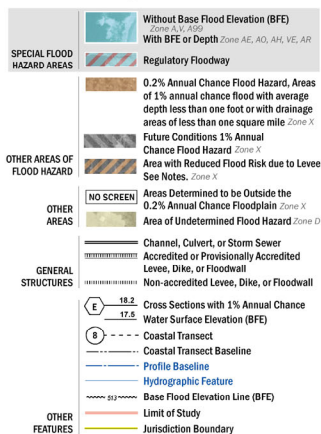 Without Base Flood Elevation (BFE)
Zone A,V, A99
With BFE or Depth Zone AE, AO, AH, VE, AR
SPECIAL FLOOD
HAZARD AREAS
Regulatory Floodway
0.2% Annual Chance Flood Hazard, Areas
of 1% annual chance flood with average
depth less than one foot or with drainage
areas of less than one square mile Zone X
Future Conditions 1% Annual
Chance Flood Hazard Zone X
OTHER AREAS OF
FLOOD HAZARD
Area with Reduced Flood Risk due to Levee
See Notes. Zone X
NO SCREEN
Areas Determined to be Outside the
0.2% Annual Chance Floodplain Zone X
OTHER
AREAS
Area of Undetermined Flood Hazard Zone D
Channel, Culvert, or Storm Sewer
Accredited or Provisionally Accredited
Levee, Dike, or Floodwall
GENERAL
STRUCTURES
Non-accredited Levee, Dike, or Floodwall
E
18.2
Cross Sections with 1% Annual Chance
17.5
Water Surface Elevation (BFE)
8
Coastal Transect
Coastal Transect Baseline
Profile Baseline
Hydrographic Feature
513
Base Flood Elevation Line (BFE)
OTHER
FEATURES
Limit of Study
Jurisdiction Boundary